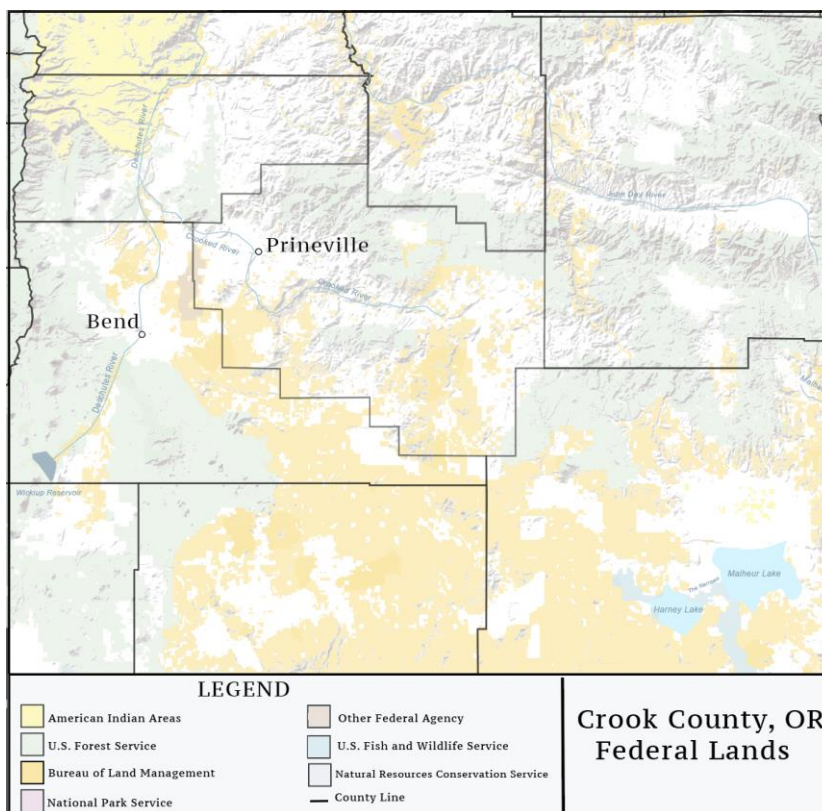 Deschutes River
John Day River
Prineville
Crooked River
Crooked River
Bend
Deschutes River
Wickiup Reservoir
The Narrows
Malheur Lake
Harney Lake
LEGEND
American Indian Areas
U.S. Forest Service
Bureau of Land Management
National Park Service
Other Federal Agency
U.S. Fish and Wildlife Service
Natural Resources Conservation Service
County Line
Crook County, OR
Federal Lands